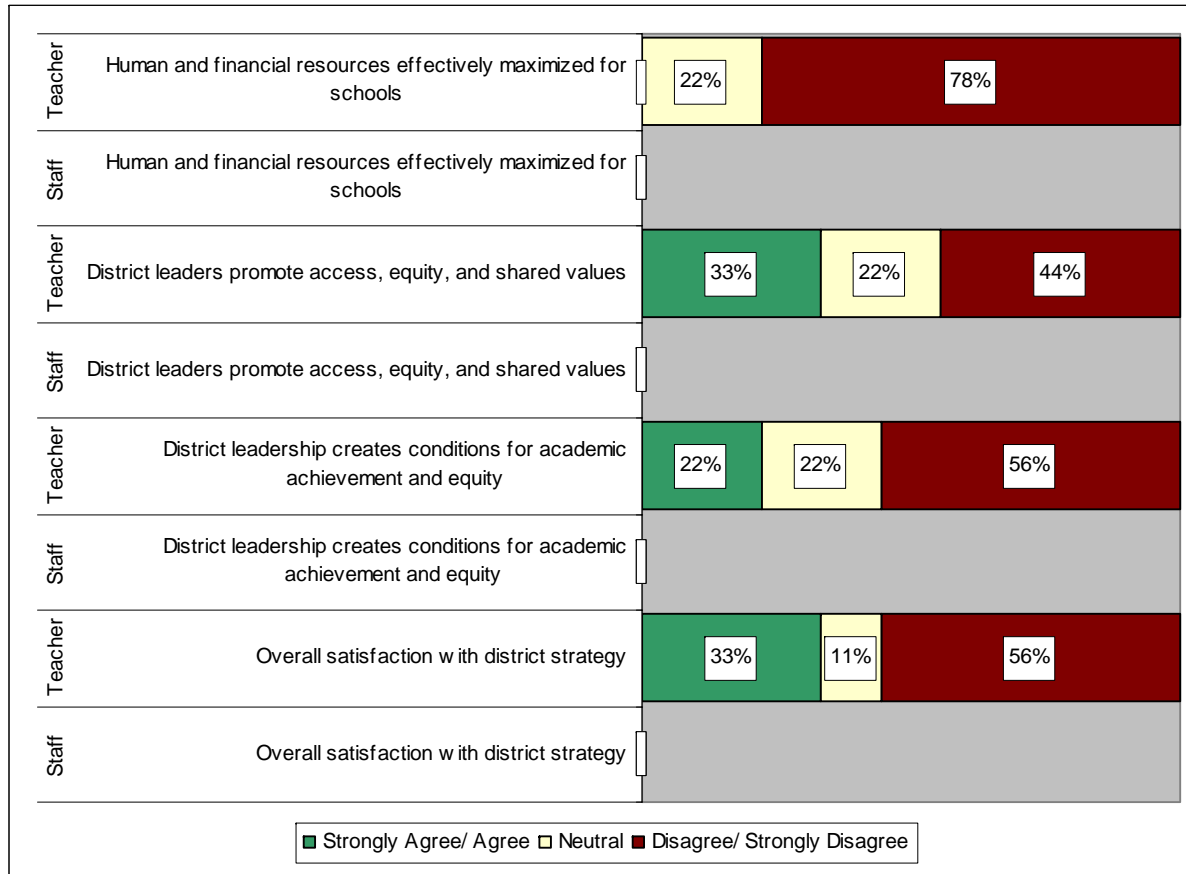 Teacher
Human and financial resources effectively maximized for
schools
22%
78%
Staff
Human and financial resources effectively maximized for
schools
Teacher
District leaders promote access, equity, and shared values
33%
22%
44%
Staff
District leaders promote access, equity, and shared values
Teacher
District leadership creates conditions for academic
achievement and equity
22%
22%
56%
Staff
District leadership creates conditions for academic
achievement and equity
Teacher
Overall satisfaction with district strategy
33%
11%
56%
Staff
Overall satisfaction with district strategy
Strongly Agree/ Agree Neutral Disagree/ Strongly Disagree